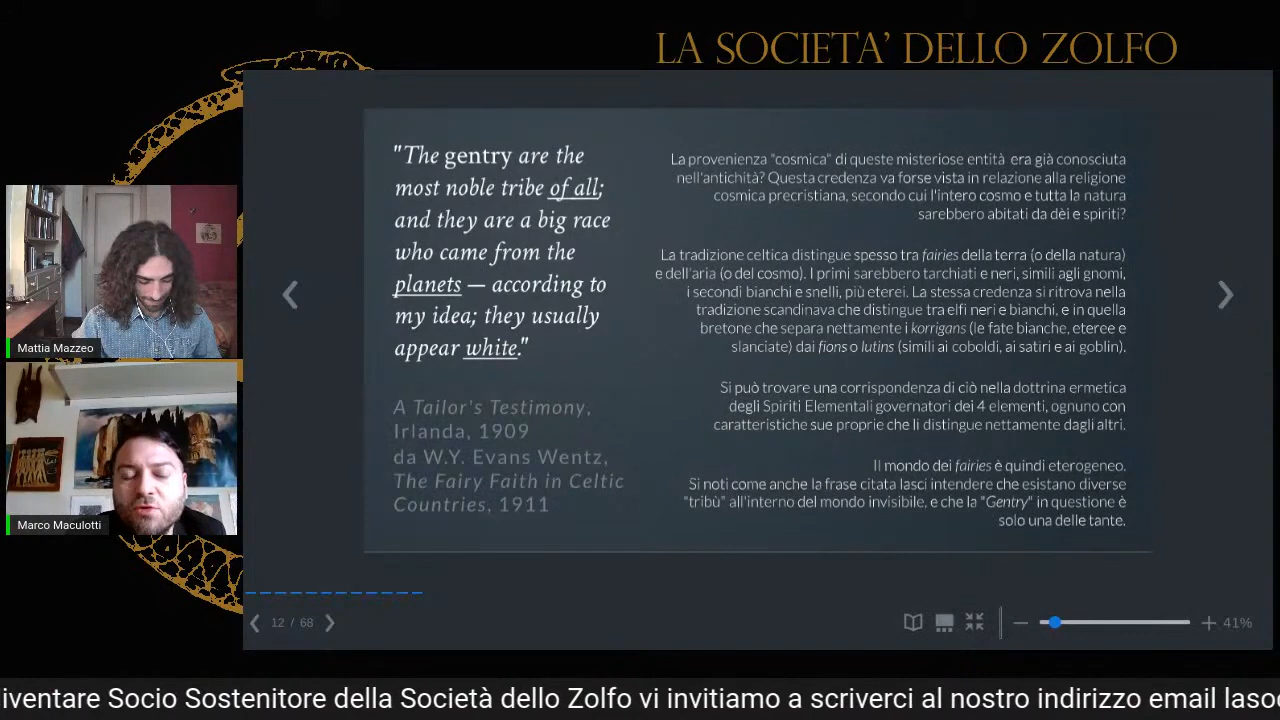 LA SOCIETA' DELLO ZOLFO
"The gentry are the
most noble tribe of all;
and they are a big race
who came from the
planets — according to
my idea; they usually
appear white."
A Tailor's Testimony,
Irlanda, 1909
da W.Y. Evans Wentz,
The Fairy Faith in Celtic
Countries, 1911
La provenienza "cosmica" di queste misteriose entità era già conosciuta
nell'antichità? Questa credenza va forse vista in relazione alla religione
cosmica precristiana, secondo cui l'intero cosmo e tutta la natura
sarebbero abitati da dèi e spiriti?
La tradizione celtica distingue spesso tra fairies della terra (o della natura)
e dell'aria (o del cosmo). I primi sarebbero tarchiati e neri, simili agli gnomi,
i secondi bianchi e snelli, più eterei. La stessa credenza si ritrova nella
tradizione scandinava che distingue tra elfi neri e bianchi, e in quella
bretone che separa nettamente i korrigans (le fate bianche, eteree e
slanciate) dai fions o lutins (simili ai coboldi, ai satiri e ai goblin).
Si può trovare una corrispondenza di ciò nella dottrina ermetica
degli Spiriti Elementali governatori dei 4 elementi, ognuno con
caratteristiche sue proprie che li distingue nettamente dagli altri.
Il mondo dei fairies è quindi eterogeneo.
Si noti come anche la frase citata lasci intendere che esistano diverse
"tribù" all'interno del mondo invisibile, e che la "Gentry" in questione è
solo una delle tante.
Mattia Mazzeo
Marco Maculotti
12 / 68
41%
iventare Socio Sostenitore della Società dello Zolfo vi invitiamo a scriverci al nostro indirizzo email laso